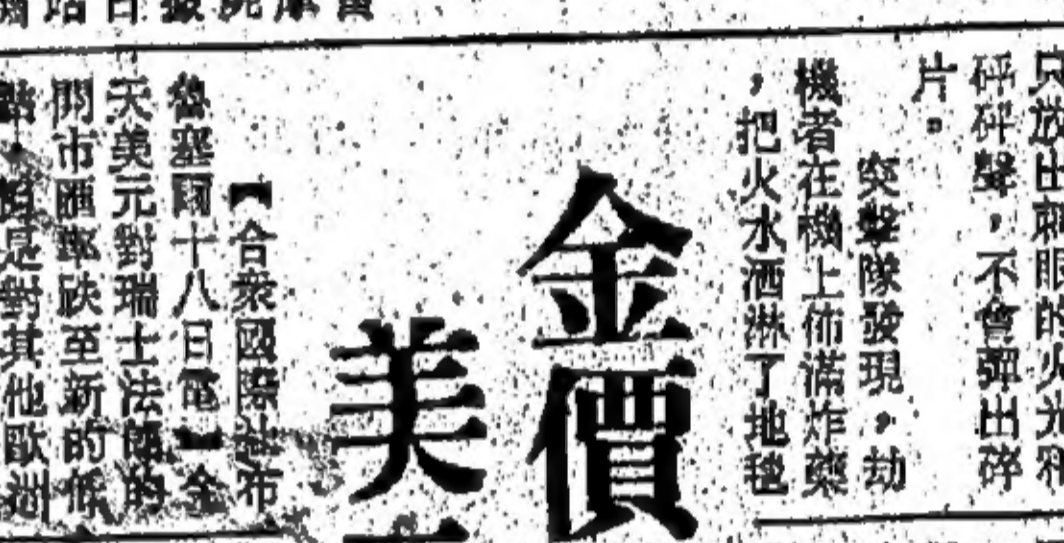 只放出刺眼的火光和
砰砰聲，不會彈出碎
片。
突擊隊發現，劫
機者在機上佈滿炸藥
，把火水洒淋了地毯
金價
美
【合衆國際社布
魯塞爾十八日電】金
天美元對瑞士法郎的
開市匯率跌至新的低
但是對其他歐洲